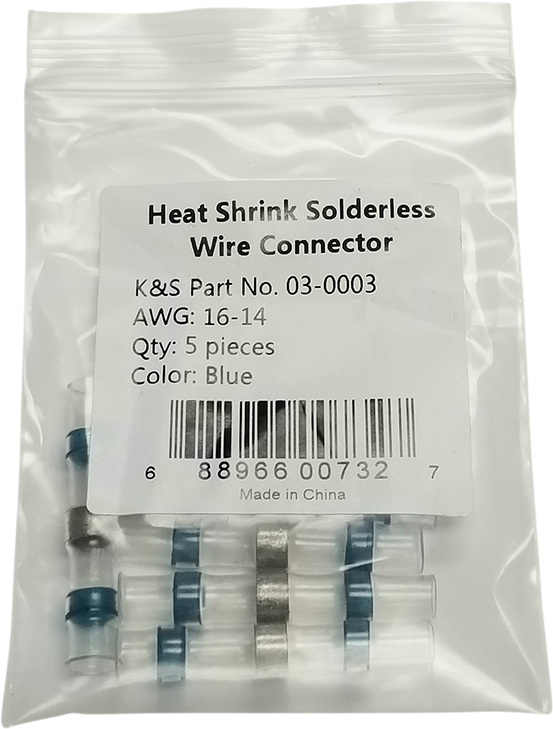 Heat Shrink Solderless
Wire Connector
K&S Part No. 03-0003
AWG: 16-14
Qty: 5 pieces
Color: Blue
6 88966 00732 7
Made in China